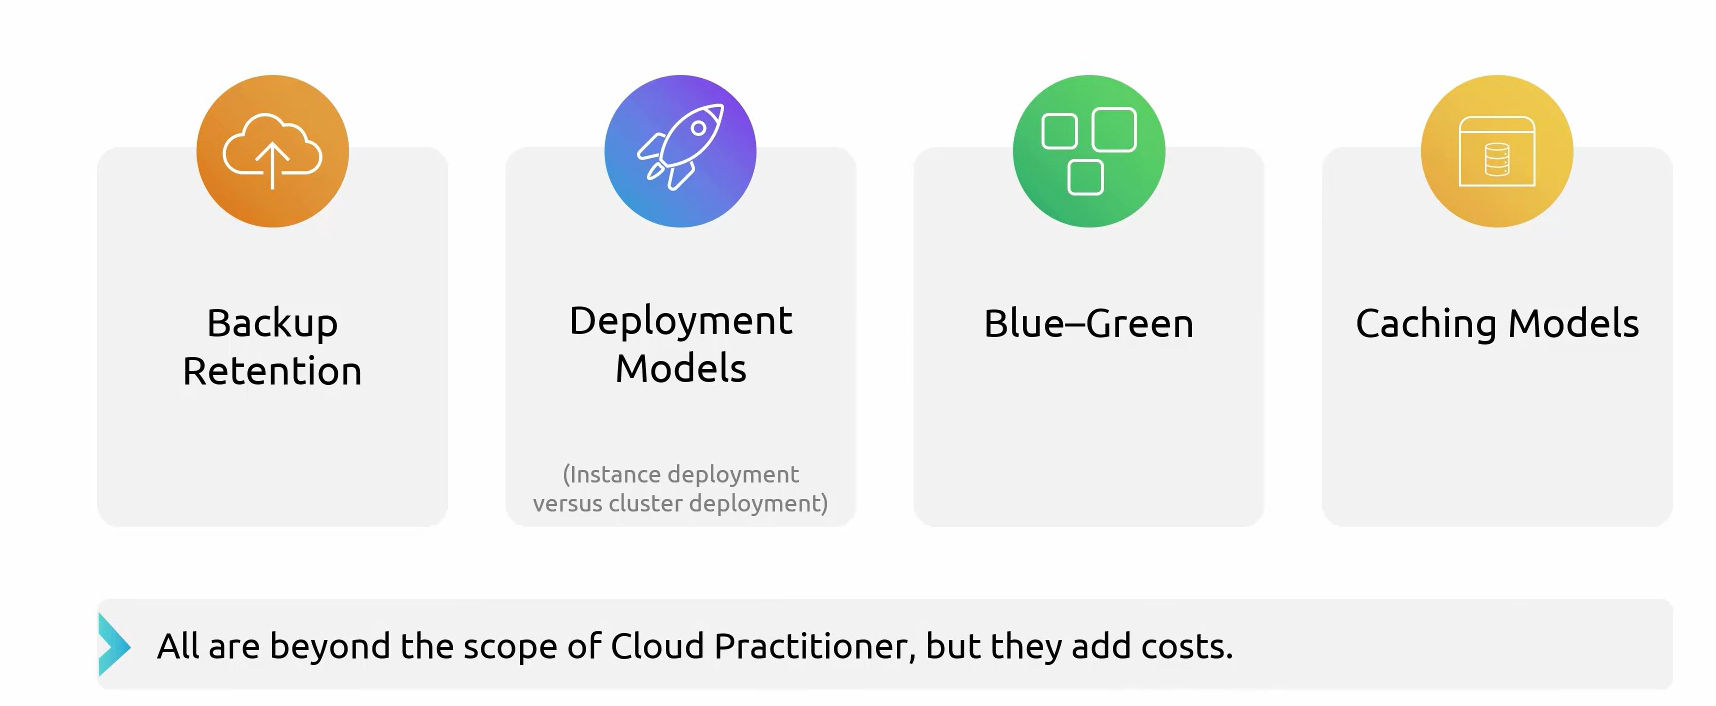 Backup
Retention
Deployment
Models
(Instance deployment
versus cluster deployment)
Blue–Green
Caching Models
All are beyond the scope of Cloud Practitioner, but they add costs.